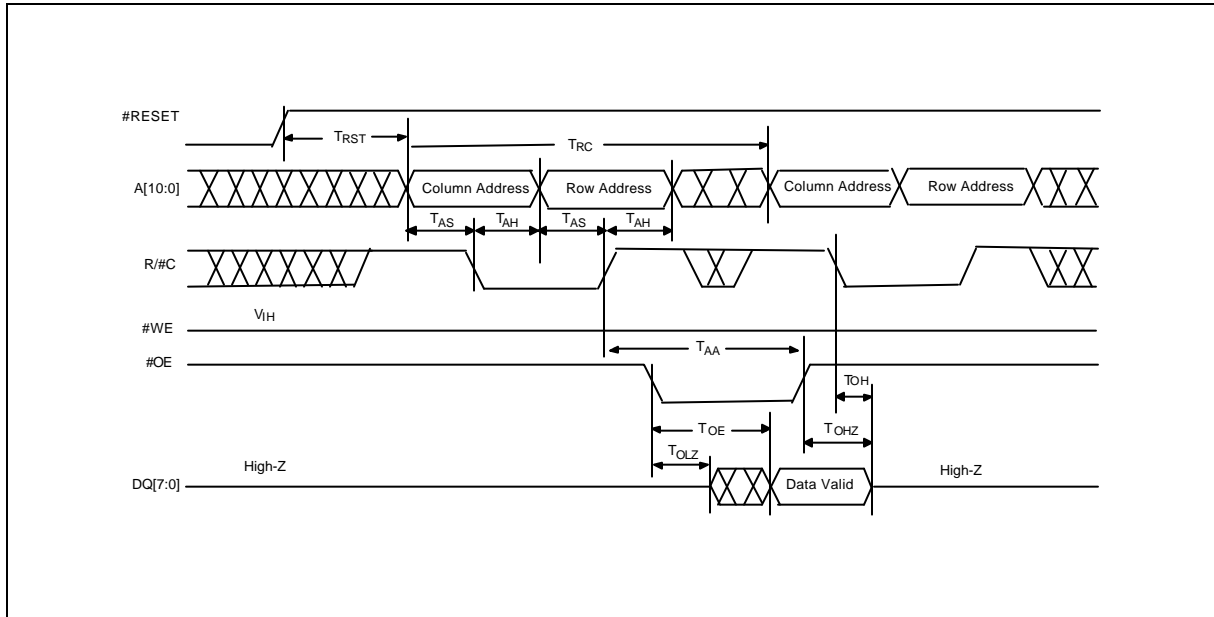 #RESET
TRST
TRC
A[10:0]
Column Address
Row Address
Column Address
Row Address
TAS
TAH
TAS
TAH
R/#C
VIH
#WE
TAA
#OE
TOH
TOE
TOHZ
TOLZ
High-Z
High-Z
DQ[7:0]
Data Valid